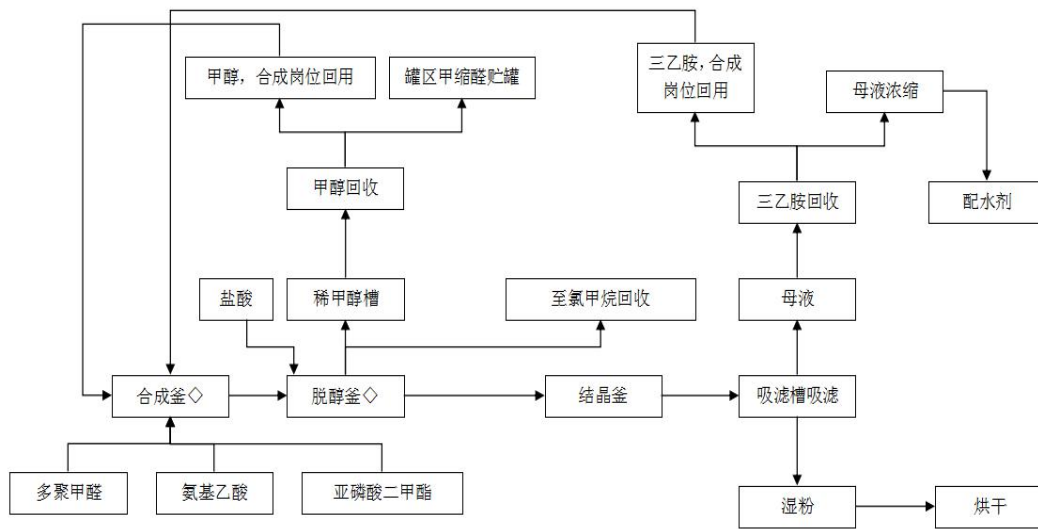 甲醇，合成岗位回用
罐区甲缩醛贮罐
三乙胺，合成
岗位回用
母液浓缩
甲醇回收
三乙胺回收
配水剂
盐酸
稀甲醇槽
至氯甲烷回收
母液
合成釜◇
脱醇釜◇
结晶釜
吸滤槽吸滤
多聚甲醛
氨基乙酸
亚磷酸二甲酯
湿粉
烘干